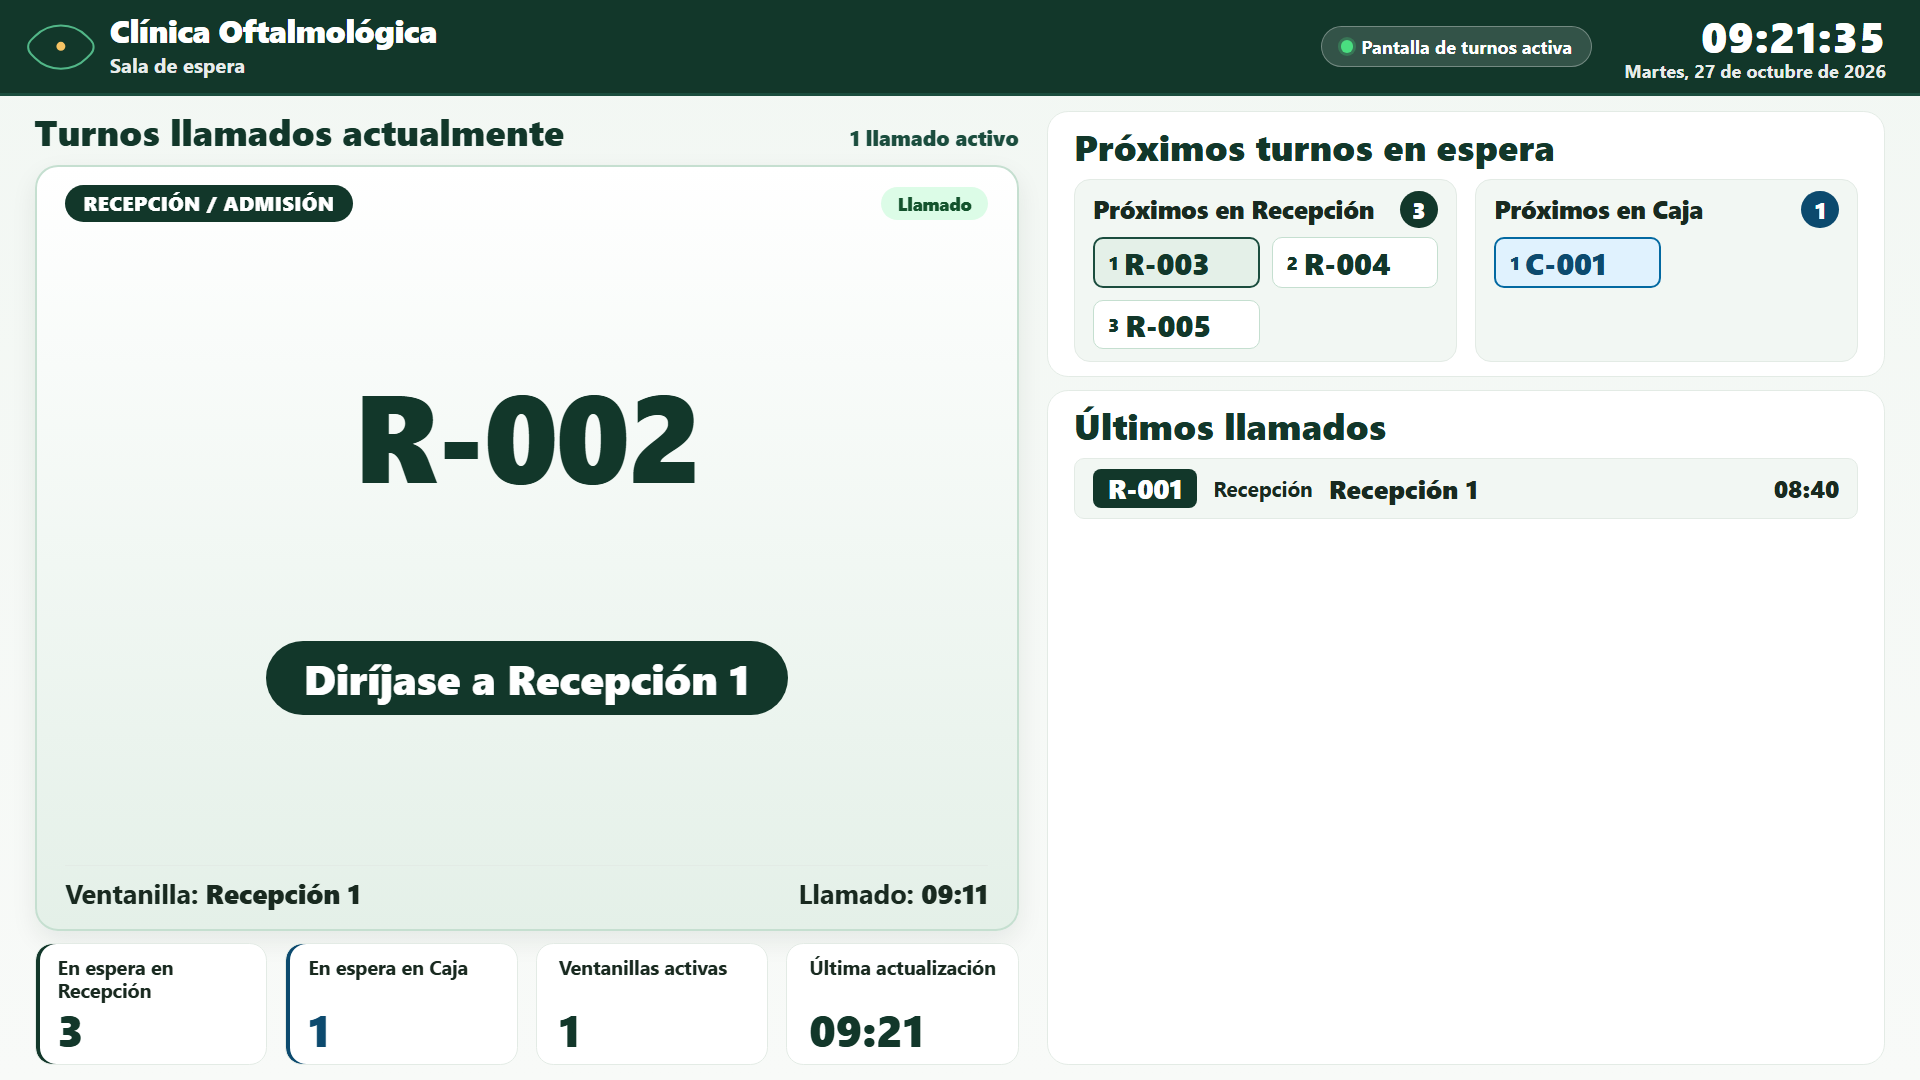 Clínica Oftalmológica
Sala de espera
Pantalla de turnos activa
09:21:35
Martes, 27 de octubre de 2026
Turnos llamados actualmente
1 llamado activo
RECEPCIÓN / ADMISIÓN
Llamado
R-002
Diríjase a Recepción 1
Ventanilla: Recepción 1
Llamado: 09:11
En espera en
Recepción
3
En espera en Caja
1
Ventanillas activas
1
Última actualización
09:21
Próximos turnos en espera
Próximos en Recepción
3
1 R-003
2 R-004
3 R-005
Próximos en Caja
1
1 C-001
Últimos llamados
R-001 Recepción Recepción 1 08:40